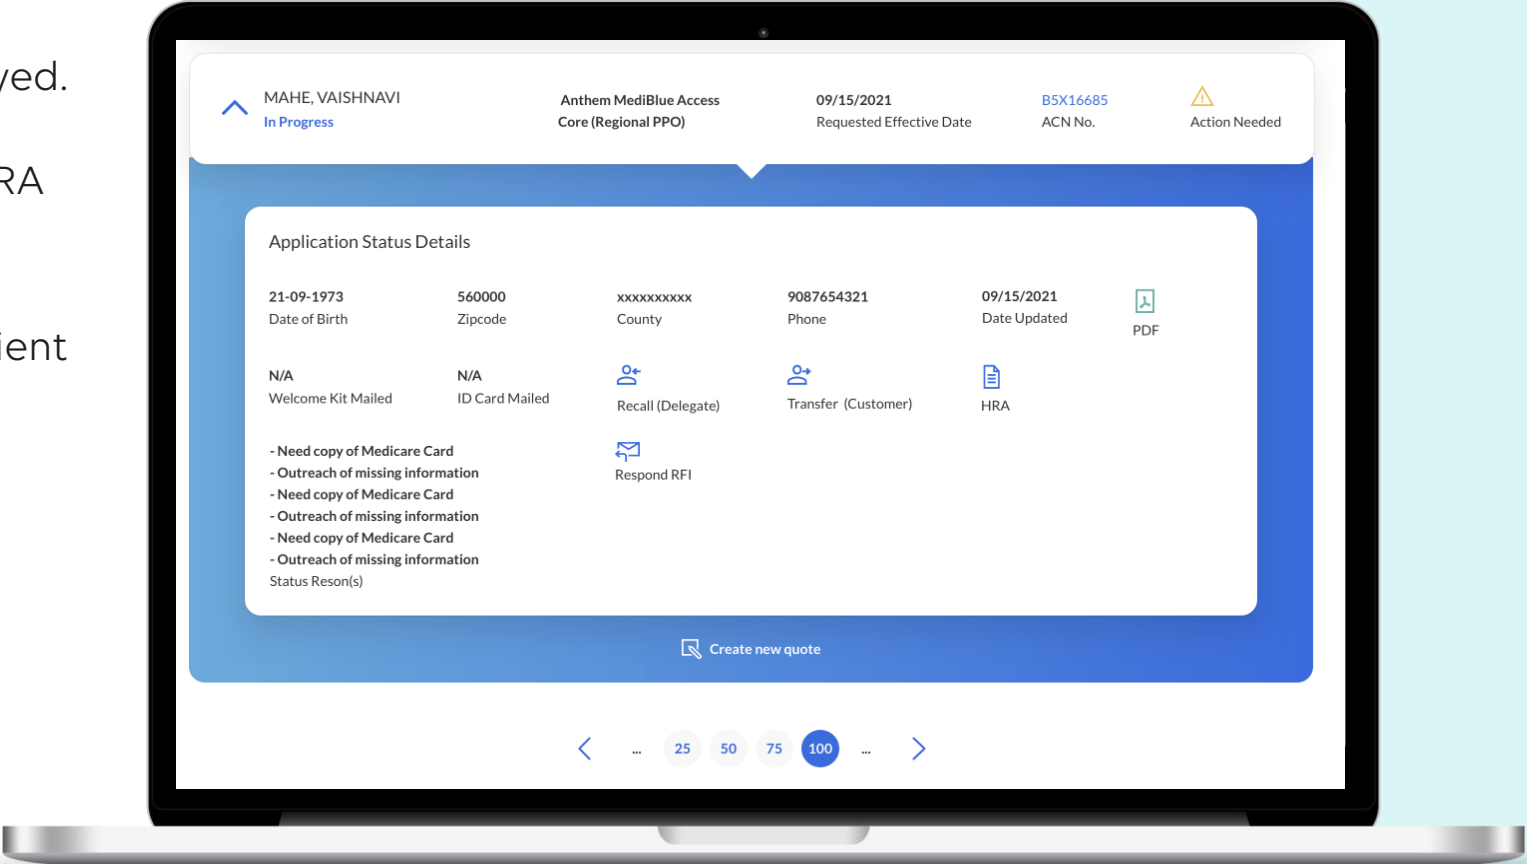 yed.
RA
ient
MAHE, VAISHNAVI
In Progress
Anthem MediBlue Access
Core (Regional PPO)
09/15/2021
Requested Effective Date
B5X16685
ACN No.
Action Needed
Application Status Details
21-09-1973
Date of Birth
560000
Zipcode
xxxxxxxxxx
County
9087654321
Phone
09/15/2021
Date Updated
PDF
N/A
Welcome Kit Mailed
N/A
ID Card Mailed
Recall (Delegate)
Transfer (Customer)
HRA
- Need copy of Medicare Card
- Outreach of missing information
- Need copy of Medicare Card
- Outreach of missing information
- Need copy of Medicare Card
- Outreach of missing information
Status Reson(s)
Respond RFI
Create new quote
... 25 50 75 100 ...